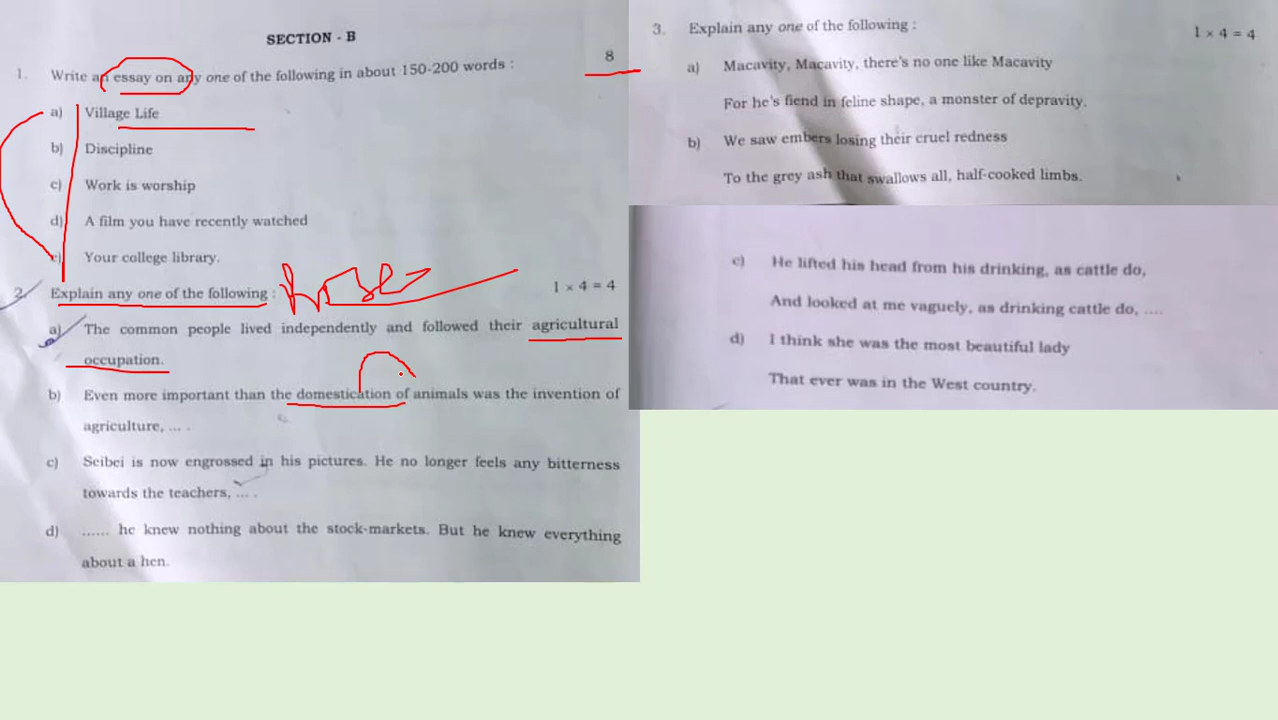 SECTION - B
1. Write an essay on any one of the following in about 150-200 words : 8
a) Village Life
b) Discipline
c) Work is worship
d) A film you have recently watched
e) Your college library.
2. Explain any one of the following : 1 × 4 = 4
a) The common people lived independently and followed their agricultural
occupation.
b) Even more important than the domestication of animals was the invention of
agriculture, ... .
c) Seibei is now engrossed in his pictures. He no longer feels any bitterness
towards the teachers, ... .
d) ...... he knew nothing about the stock-markets. But he knew everything
about a hen.
3. Explain any one of the following : 1 × 4 = 4
a) Macavity, Macavity, there's no one like Macavity
For he's fiend in feline shape, a monster of depravity.
b) We saw embers losing their cruel redness
To the grey ash that swallows all, half-cooked limbs.
c) He lifted his head from his drinking, as cattle do,
And looked at me vaguely, as drinking cattle do, ....
d) I think she was the most beautiful lady
That ever was in the West country.